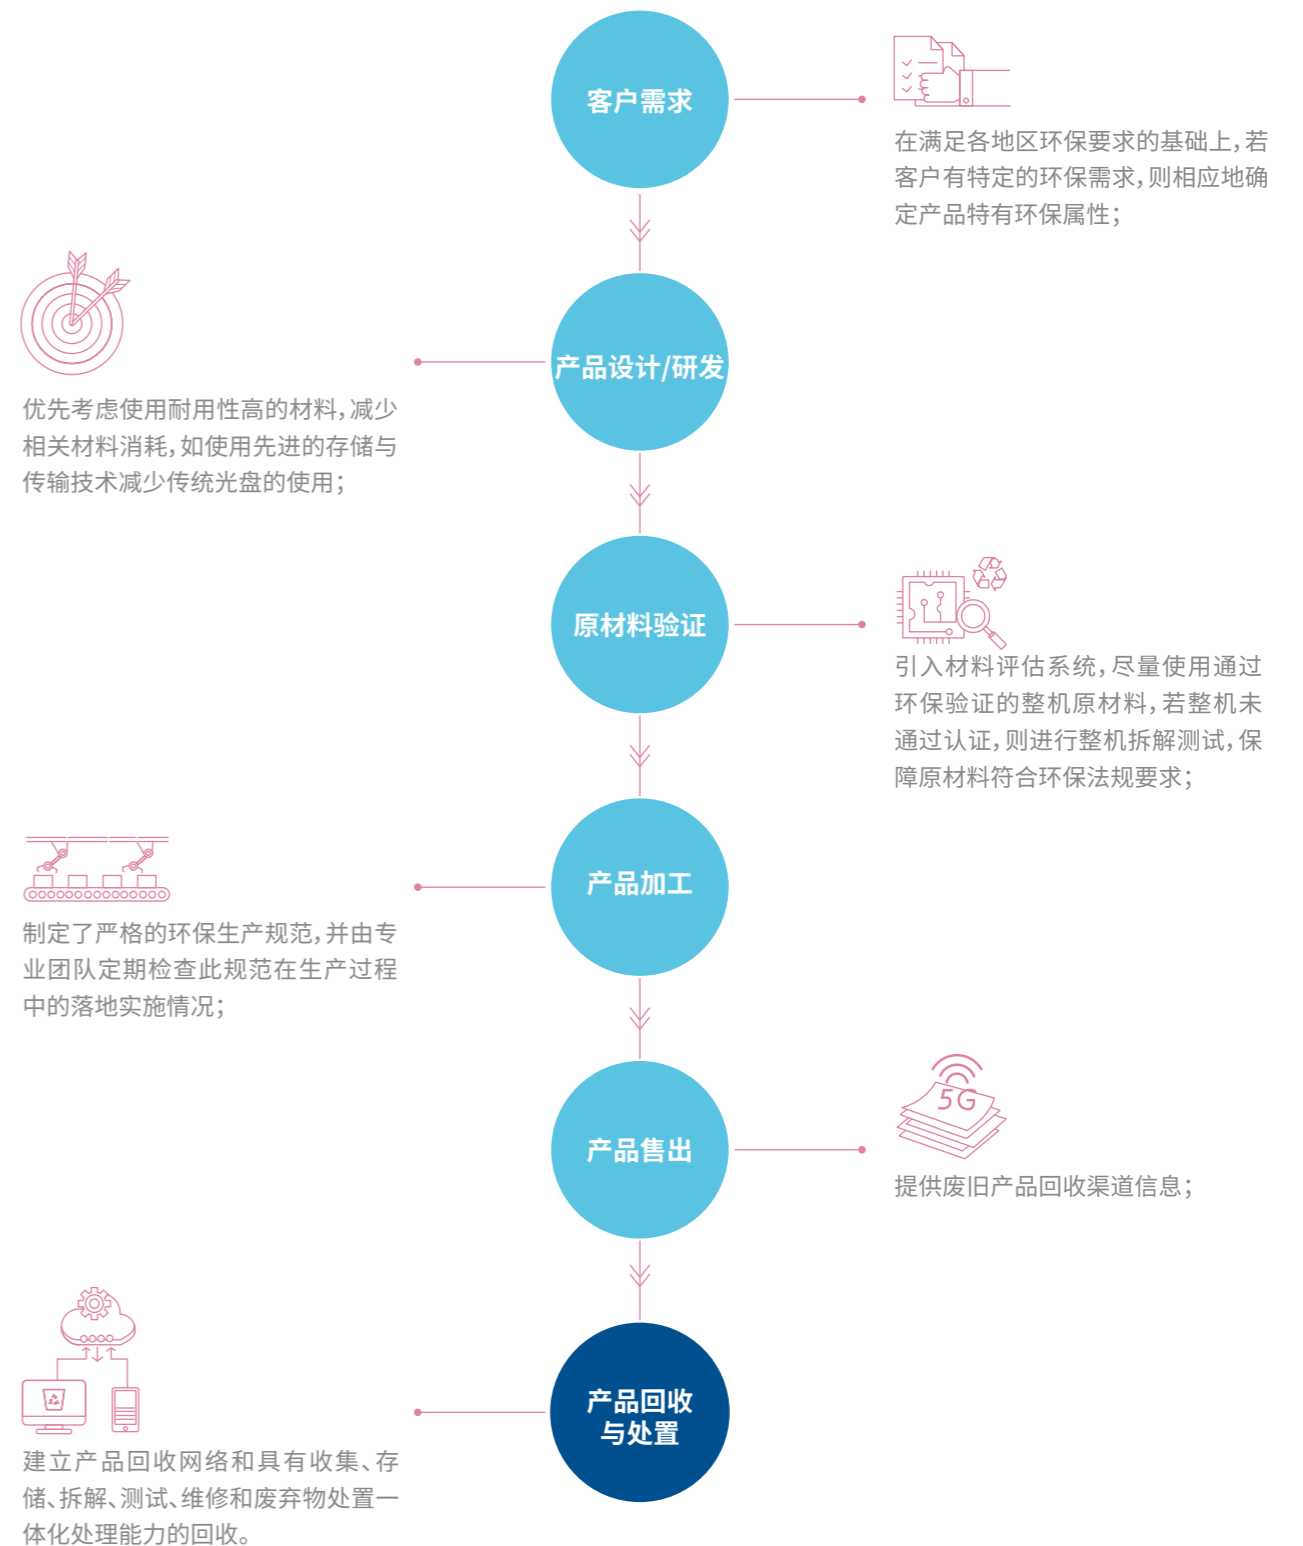 客户需求
在满足各地区环保要求的基础上,若
客户有特定的环保需求,则相应地确
定产品特有环保属性;
产品设计/研发
优先考虑使用耐用性高的材料,减少
相关材料消耗,如使用先进的存储与
传输技术减少传统光盘的使用;
原材料验证
引入材料评估系统,尽量使用通过
环保验证的整机原材料,若整机未
通过认证,则进行整机拆解测试,保
障原材料符合环保法规要求;
产品加工
制定了严格的环保生产规范,并由专
业团队定期检查此规范在生产过程
中的落地实施情况;
产品售出
5G
提供废旧产品回收渠道信息;
产品回收
与处置
建立产品回收网络和具有收集、存
储、拆解、测试、维修和废弃物处置一
体化处理能力的回收。